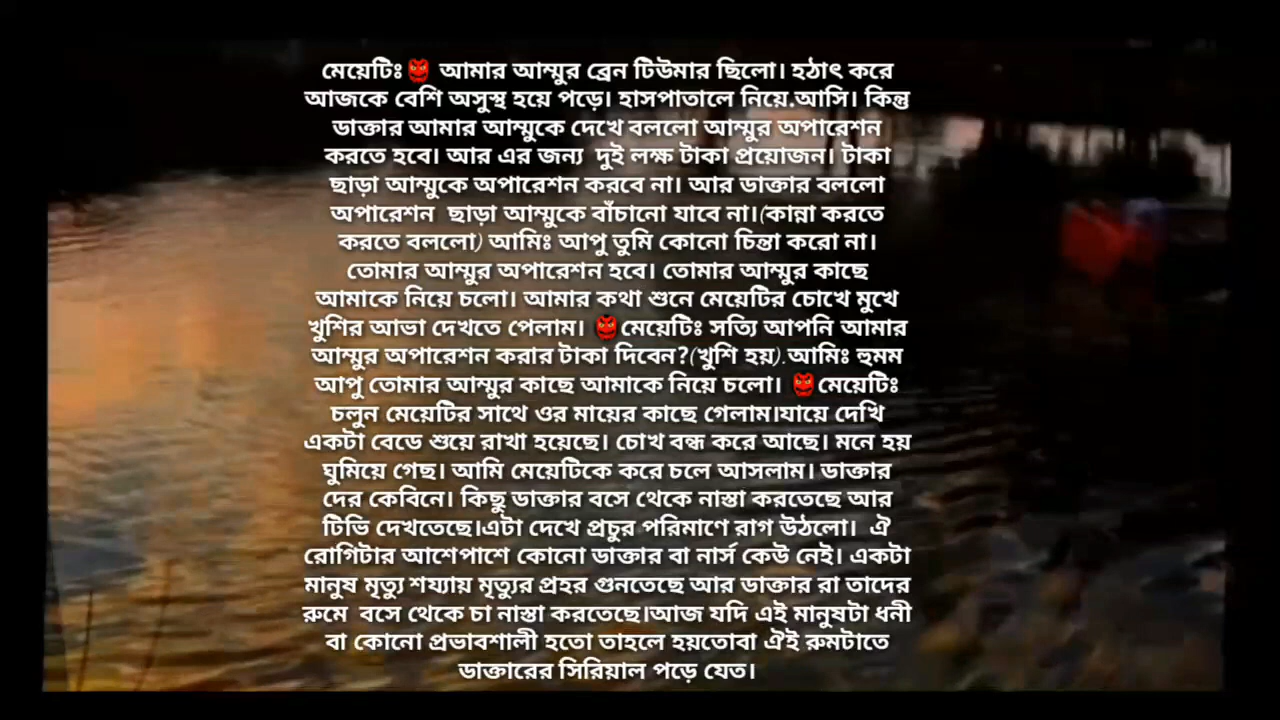 মেয়েটিঃ👹 আমার আম্মুর ব্রেন টিউমার ছিলো। হঠাৎ করে
আজকে বেশি অসুস্থ হয়ে পড়ে। হাসপাতালে নিয়ে.আসি। কিন্তু
ডাক্তার আমার আম্মুকে দেখে বললো আম্মুর অপারেশন
করতে হবে। আর এর জন্য  দুই লক্ষ টাকা প্রয়োজন। টাকা
ছাড়া আম্মুকে অপারেশন করবে না। আর ডাক্তার বললো
অপারেশন  ছাড়া আম্মুকে বাঁচানো যাবে না।(কান্না করতে
করতে বললো) আমিঃ আপু তুমি কোনো চিন্তা করো না।
তোমার আম্মুর অপারেশন হবে। তোমার আম্মুর কাছে
আমাকে নিয়ে চলো। আমার কথা শুনে মেয়েটির চোখে মুখে
খুশির আভা দেখতে পেলাম। 👹মেয়েটিঃ সত্যি আপনি আমার
আম্মুর অপারেশন করার টাকা দিবেন?(খুশি হয়).আমিঃ হুমম
আপু তোমার আম্মুর কাছে আমাকে নিয়ে চলো। 👹মেয়েটিঃ
চলুন মেয়েটির সাথে ওর মায়ের কাছে গেলাম।যায়ে দেখি
একটা বেডে শুয়ে রাখা হয়েছে। চোখ বন্ধ করে আছে। মনে হয়
ঘুমিয়ে গেছ। আমি মেয়েটিকে করে চলে আসলাম। ডাক্তার
দের কেবিনে। কিছু ডাক্তার বসে থেকে নাস্তা করতেছে আর
টিভি দেখতেছে।এটা দেখে প্রচুর পরিমাণে রাগ উঠলো।  ঐ
রোগিটার আশেপাশে কোনো ডাক্তার বা নার্স কেউ নেই। একটা
মানুষ মৃত্যু শয্যায় মৃত্যুর প্রহর গুনতেছে আর ডাক্তার রা তাদের
রুমে  বসে থেকে চা নাস্তা করতেছে।আজ যদি এই মানুষটা ধনী
বা কোনো প্রভাবশালী হতো তাহলে হয়তোবা ঐই রুমটাতে
ডাক্তারের সিরিয়াল পড়ে যেত।